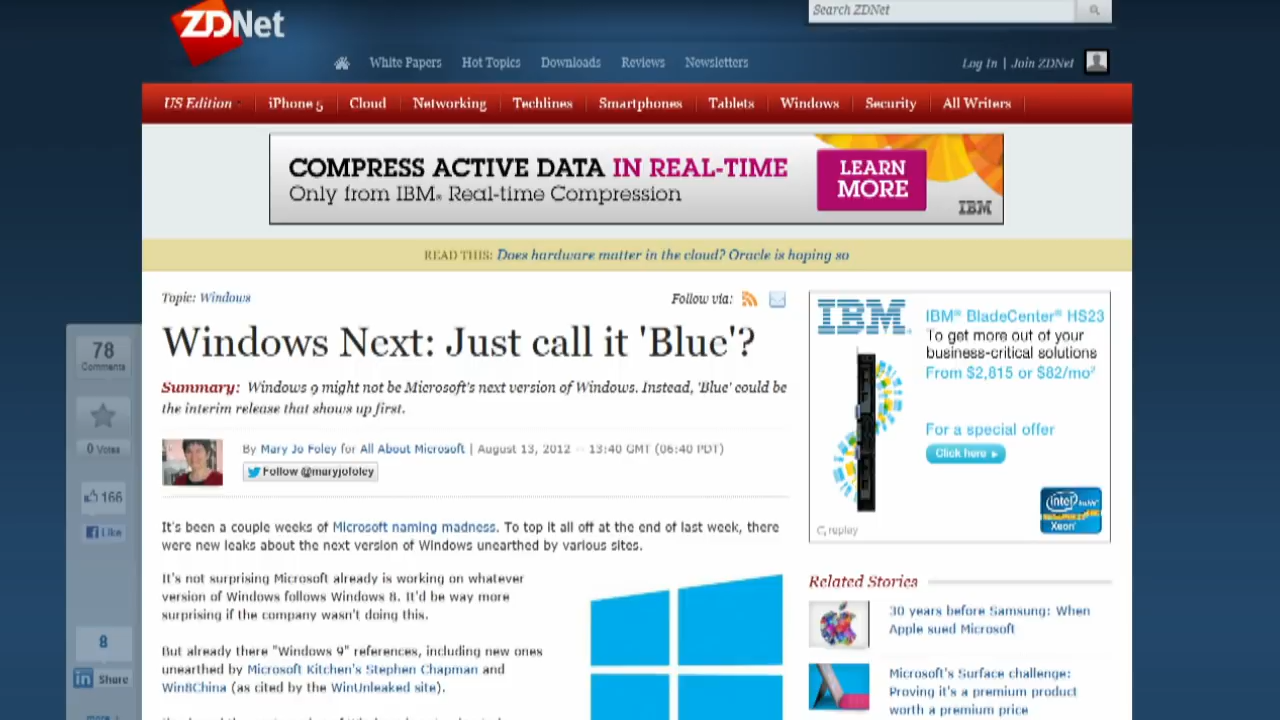 ZDNet
Search ZDNet
White Papers Hot Topics Downloads Reviews Newsletters
Log In | Join ZDNet
US Edition iPhone 5 Cloud Networking Techlines Smartphones Tablets Windows Security All Writers
COMPRESS ACTIVE DATA IN REAL-TIME
Only from IBM® Real-time Compression
LEARN
MORE
IBM
READ THIS: Does hardware matter in the cloud? Oracle is hoping so
Topic: Windows
Follow via:
Windows Next: Just call it 'Blue'?
Summary: Windows 9 might not be Microsoft's next version of Windows. Instead, 'Blue' could be
the interim release that shows up first.
By Mary Jo Foley for All About Microsoft | August 13, 2012 -- 13:40 GMT (06:40 PDT)
Follow @maryjofoley
It's been a couple weeks of Microsoft naming madness. To top it all off at the end of last week, there
were new leaks about the next version of Windows unearthed by various sites.
It's not surprising Microsoft already is working on whatever
version of Windows follows Windows 8. It'd be way more
surprising if the company wasn't doing this.
But already there "Windows 9" references, including new ones
unearthed by Microsoft Kitchen's Stephen Chapman and
Win8China (as cited by the WinUnleaked site).
78
Comments
0 Votes
166
Like
8
in Share
more +
IBM®
IBM® BladeCenter® HS23
To get more out of your
business-critical solutions
From $2,815 or $82/mo²
For a special offer
Click here
replay
intel inside
Xeon
Related Stories
30 years before Samsung: When
Apple sued Microsoft
Microsoft's Surface challenge:
Proving it's a premium product
worth a premium price